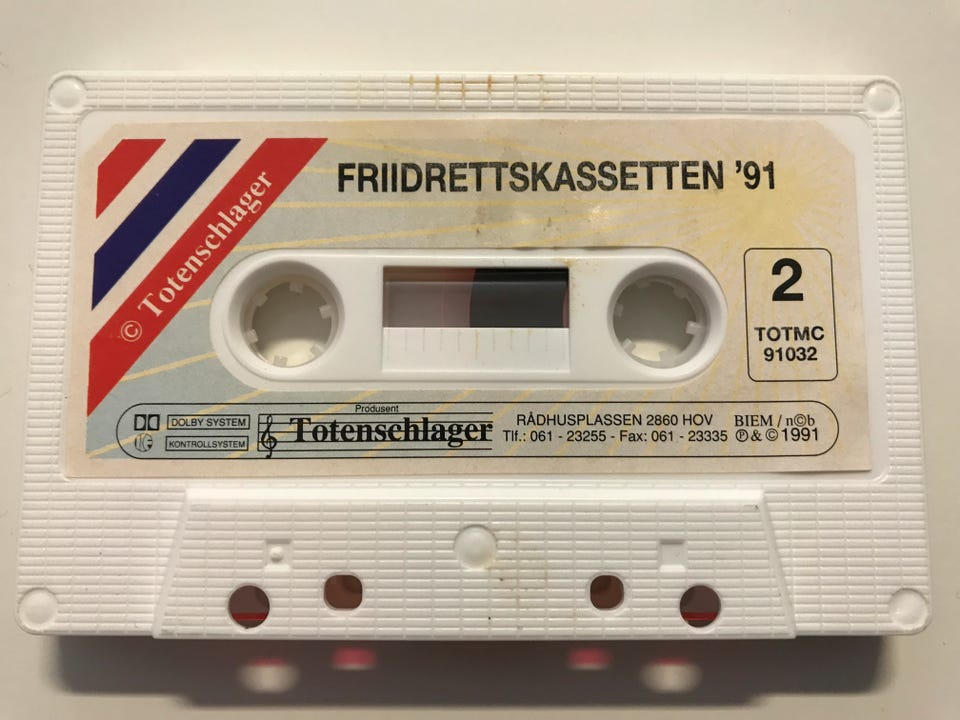 FRIIDRETTSKASSETTEN '91
© Totenschlager
2
TOTMC
91032
DOLBY SYSTEM
KONTROLLSYSTEM
Produsent
Totenschlager
RÅDHUSPLASSEN 2860 HOV
Tlf.: 061 - 23255 - Fax: 061 - 23335
BIEM / n©b
℗ & © 1991